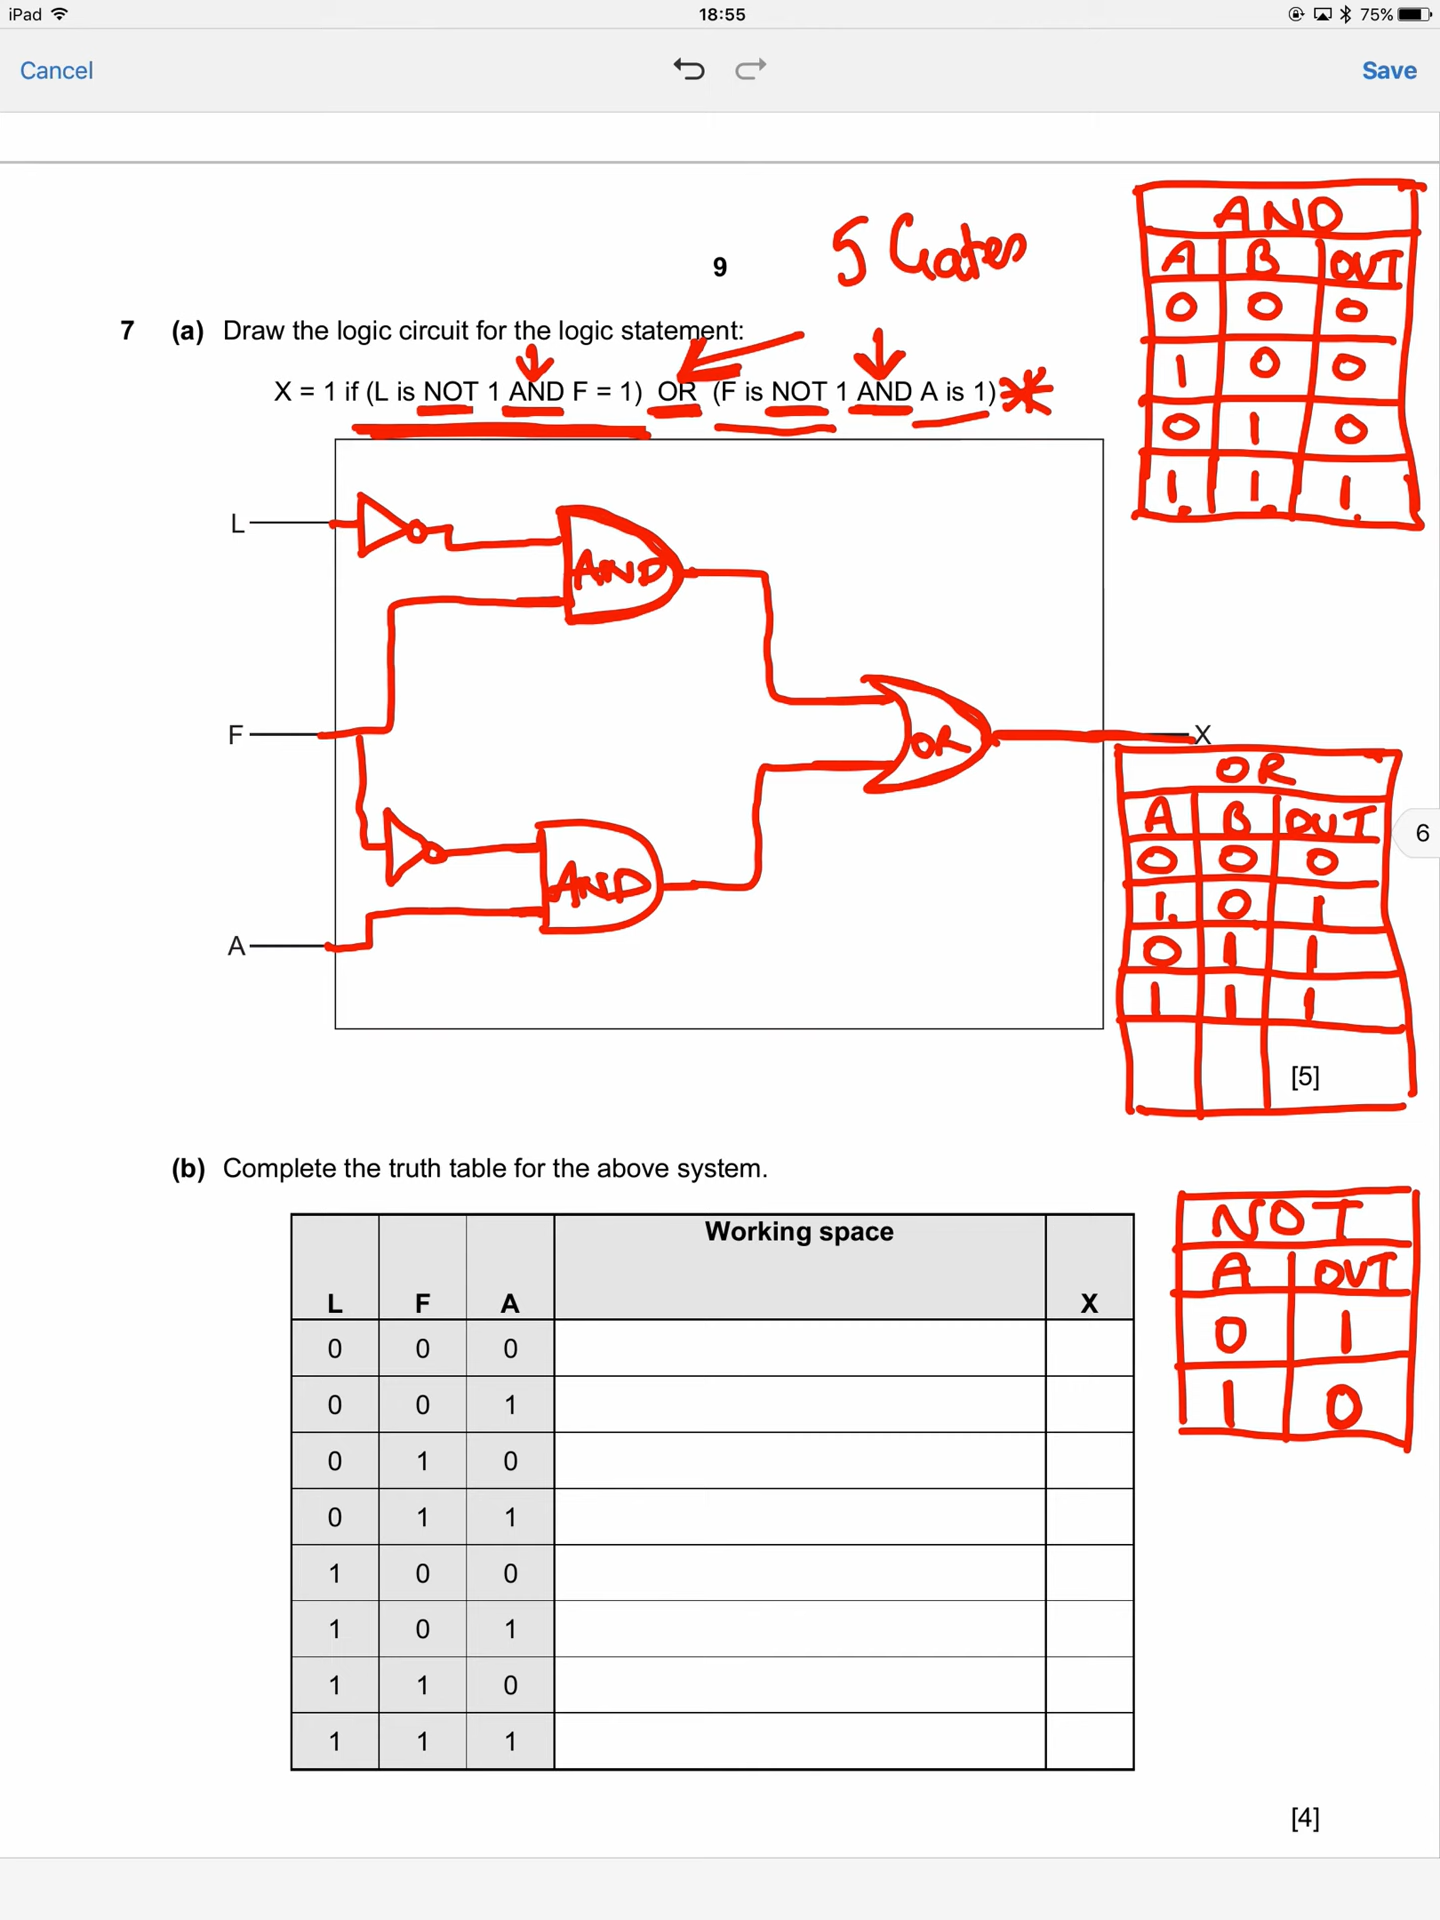 iPad 18:55 75%
Cancel Save
9 5 Gates
7 (a) Draw the logic circuit for the logic statement:
X = 1 if (L is NOT 1 AND F = 1) OR (F is NOT 1 AND A is 1)
AND
A B OUT
0 0 0
1 0 0
0 1 0
1 1 1
L
AND
F
OR
X
AND
A
OR
A B OUT
0 0 0
1 0 1
0 1 1
1 1 1
6
[5]
(b) Complete the truth table for the above system.
L F A Working space X
0 0 0
0 0 1
0 1 0
0 1 1
1 0 0
1 0 1
1 1 0
1 1 1
NOT
A OUT
0 1
1 0
[4]